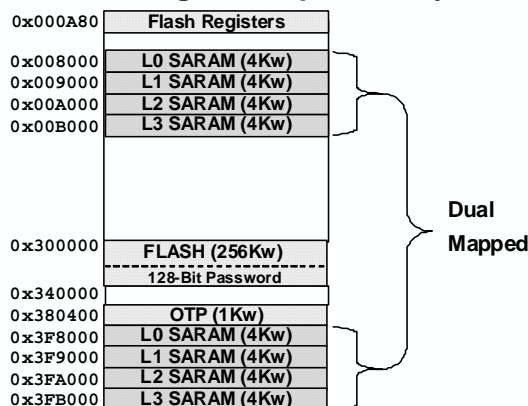 0x000A80 Flash Registers
0x008000 L0 SARAM (4Kw)
0x009000 L1 SARAM (4Kw)
0x00A000 L2 SARAM (4Kw)
0x00B000 L3 SARAM (4Kw)
Dual
Mapped
0x300000 FLASH (256Kw)
128-Bit Password
0x340000
0x380400 OTP (1Kw)
0x3F8000 L0 SARAM (4Kw)
0x3F9000 L1 SARAM (4Kw)
0x3FA000 L2 SARAM (4Kw)
0x3FB000 L3 SARAM (4Kw)